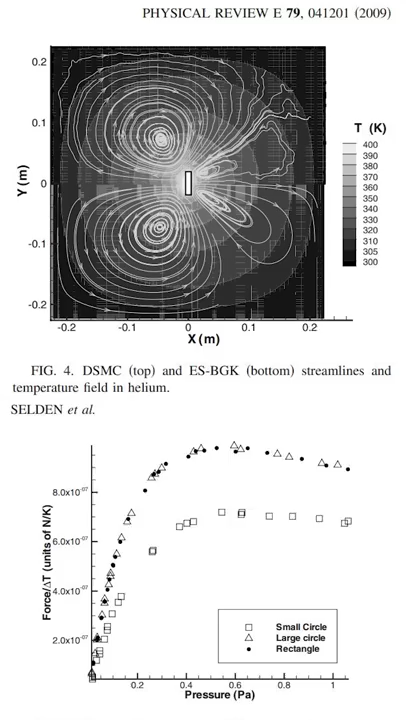 PHYSICAL REVIEW E 79, 041201 (2009)
0.2
0.1
0
-0.1
-0.2
Y (m)
-0.2 -0.1 0 0.1 0.2
X (m)
T (K)
400
390
380
370
360
350
340
330
320
310
305
300
FIG. 4. DSMC (top) and ES-BGK (bottom) streamlines and
temperature field in helium.
SELDEN et al.
Force/ΔT (units of N/K)
8.0x10⁻⁰⁷
6.0x10⁻⁰⁷
4.0x10⁻⁰⁷
2.0x10⁻⁰⁷
Small Circle
Large circle
Rectangle
0.2 0.4 0.6 0.8 1
Pressure (Pa)